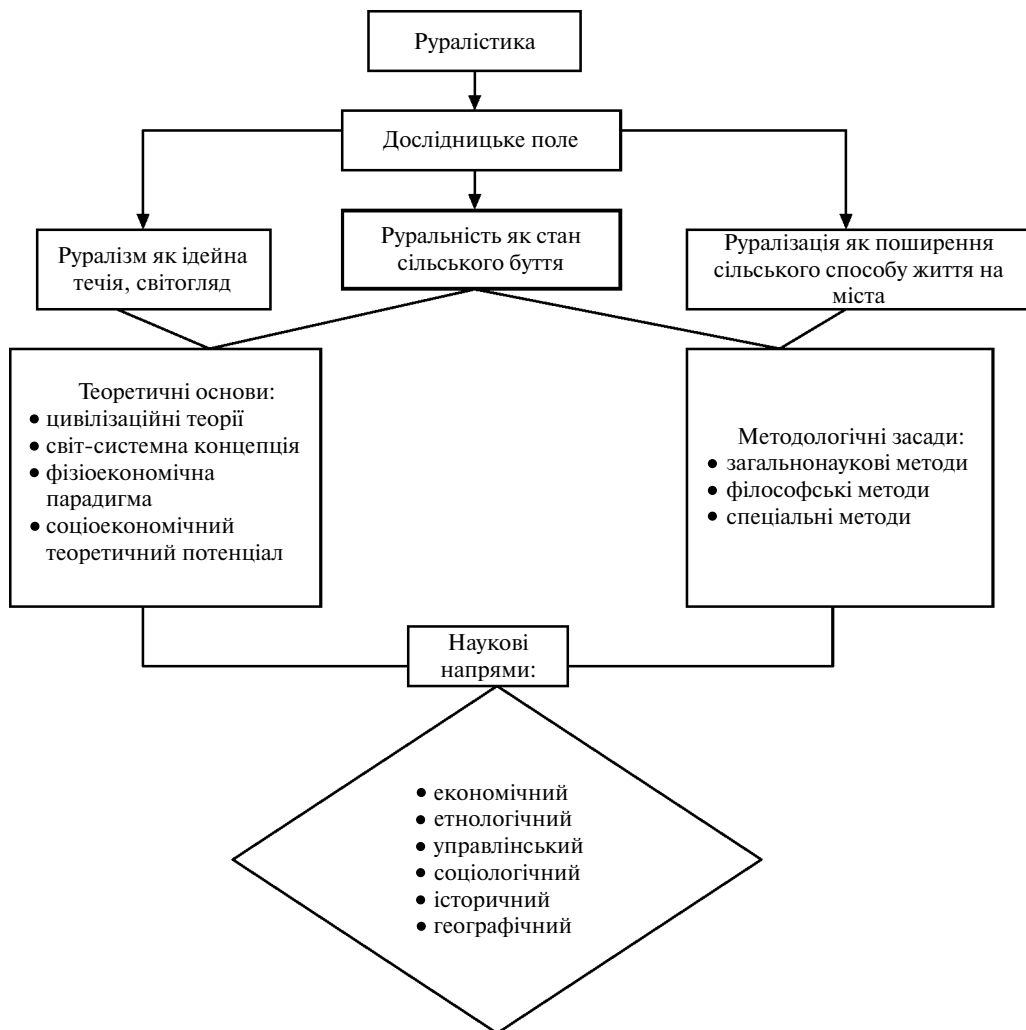 Руралістика
Дослідницьке поле
Руралізм як ідейна
течія, світогляд
Руральність як стан
сільського буття
Руралізація як поширення
сільського способу життя на
міста
Теоретичні основи:
• цивілізаційні теорії
• світ-системна концепція
• фізіоекономічна
парадигма
• соціоекономічний
теоретичний потенціал
Методологічні засади:
• загальнонаукові методи
• філософські методи
• спеціальні методи
Наукові
напрями:
• економічний
• етнологічний
• управлінський
• соціологічний
• історичний
• географічний